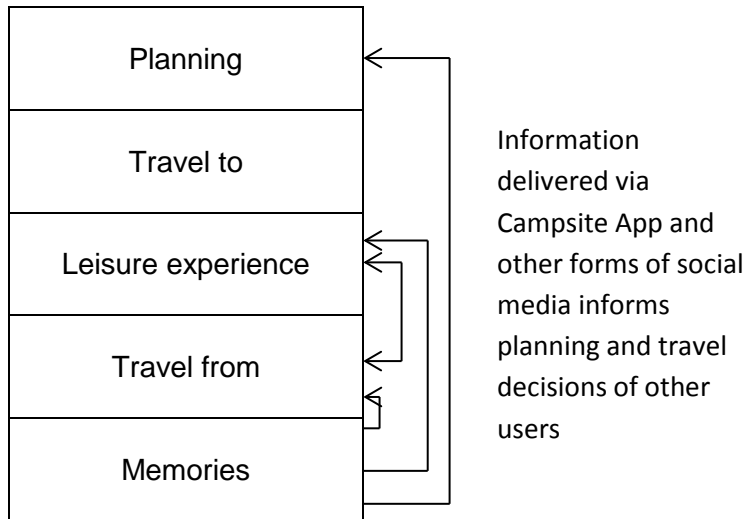 Planning
Travel to
Leisure experience
Travel from
Memories
Information
delivered via
Campsite App and
other forms of social
media informs
planning and travel
decisions of other
users